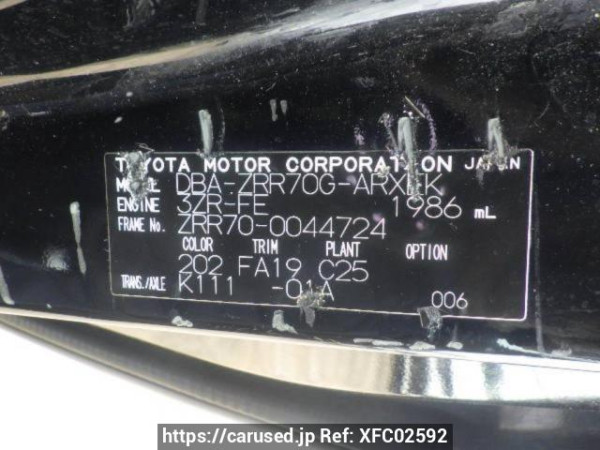 TOYOTA MOTOR CORPORATION JAPAN
MODEL DBA-ZRR70G-ARXEK
ENGINE 3ZR-FE 1986 mL
FRAME No. ZRR70-0044724
COLOR TRIM PLANT OPTION
202 FA19 C25
TRANS./AXLE K111 -01A
006
https://carused.jp Ref: XFC02592